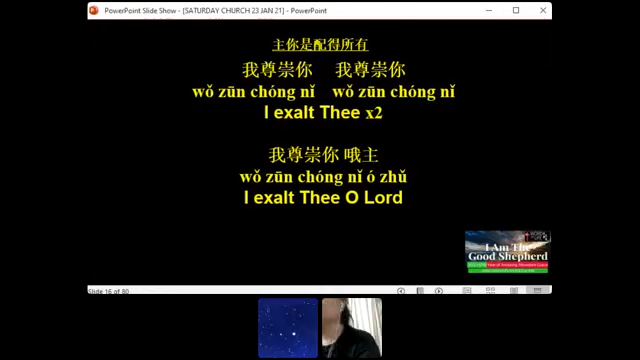 PowerPoint Slide Show - [SATURDAY CHURCH 23 JAN 21] - PowerPoint
主你是配得所有
我尊崇你 我尊崇你
wǒ zūn chóng nǐ wǒ zūn chóng nǐ
I exalt Thee x2
我尊崇你 哦主
wǒ zūn chóng nǐ ó zhǔ
I exalt Thee O Lord
I Am The
Good Shepherd
Slide 16 of 80